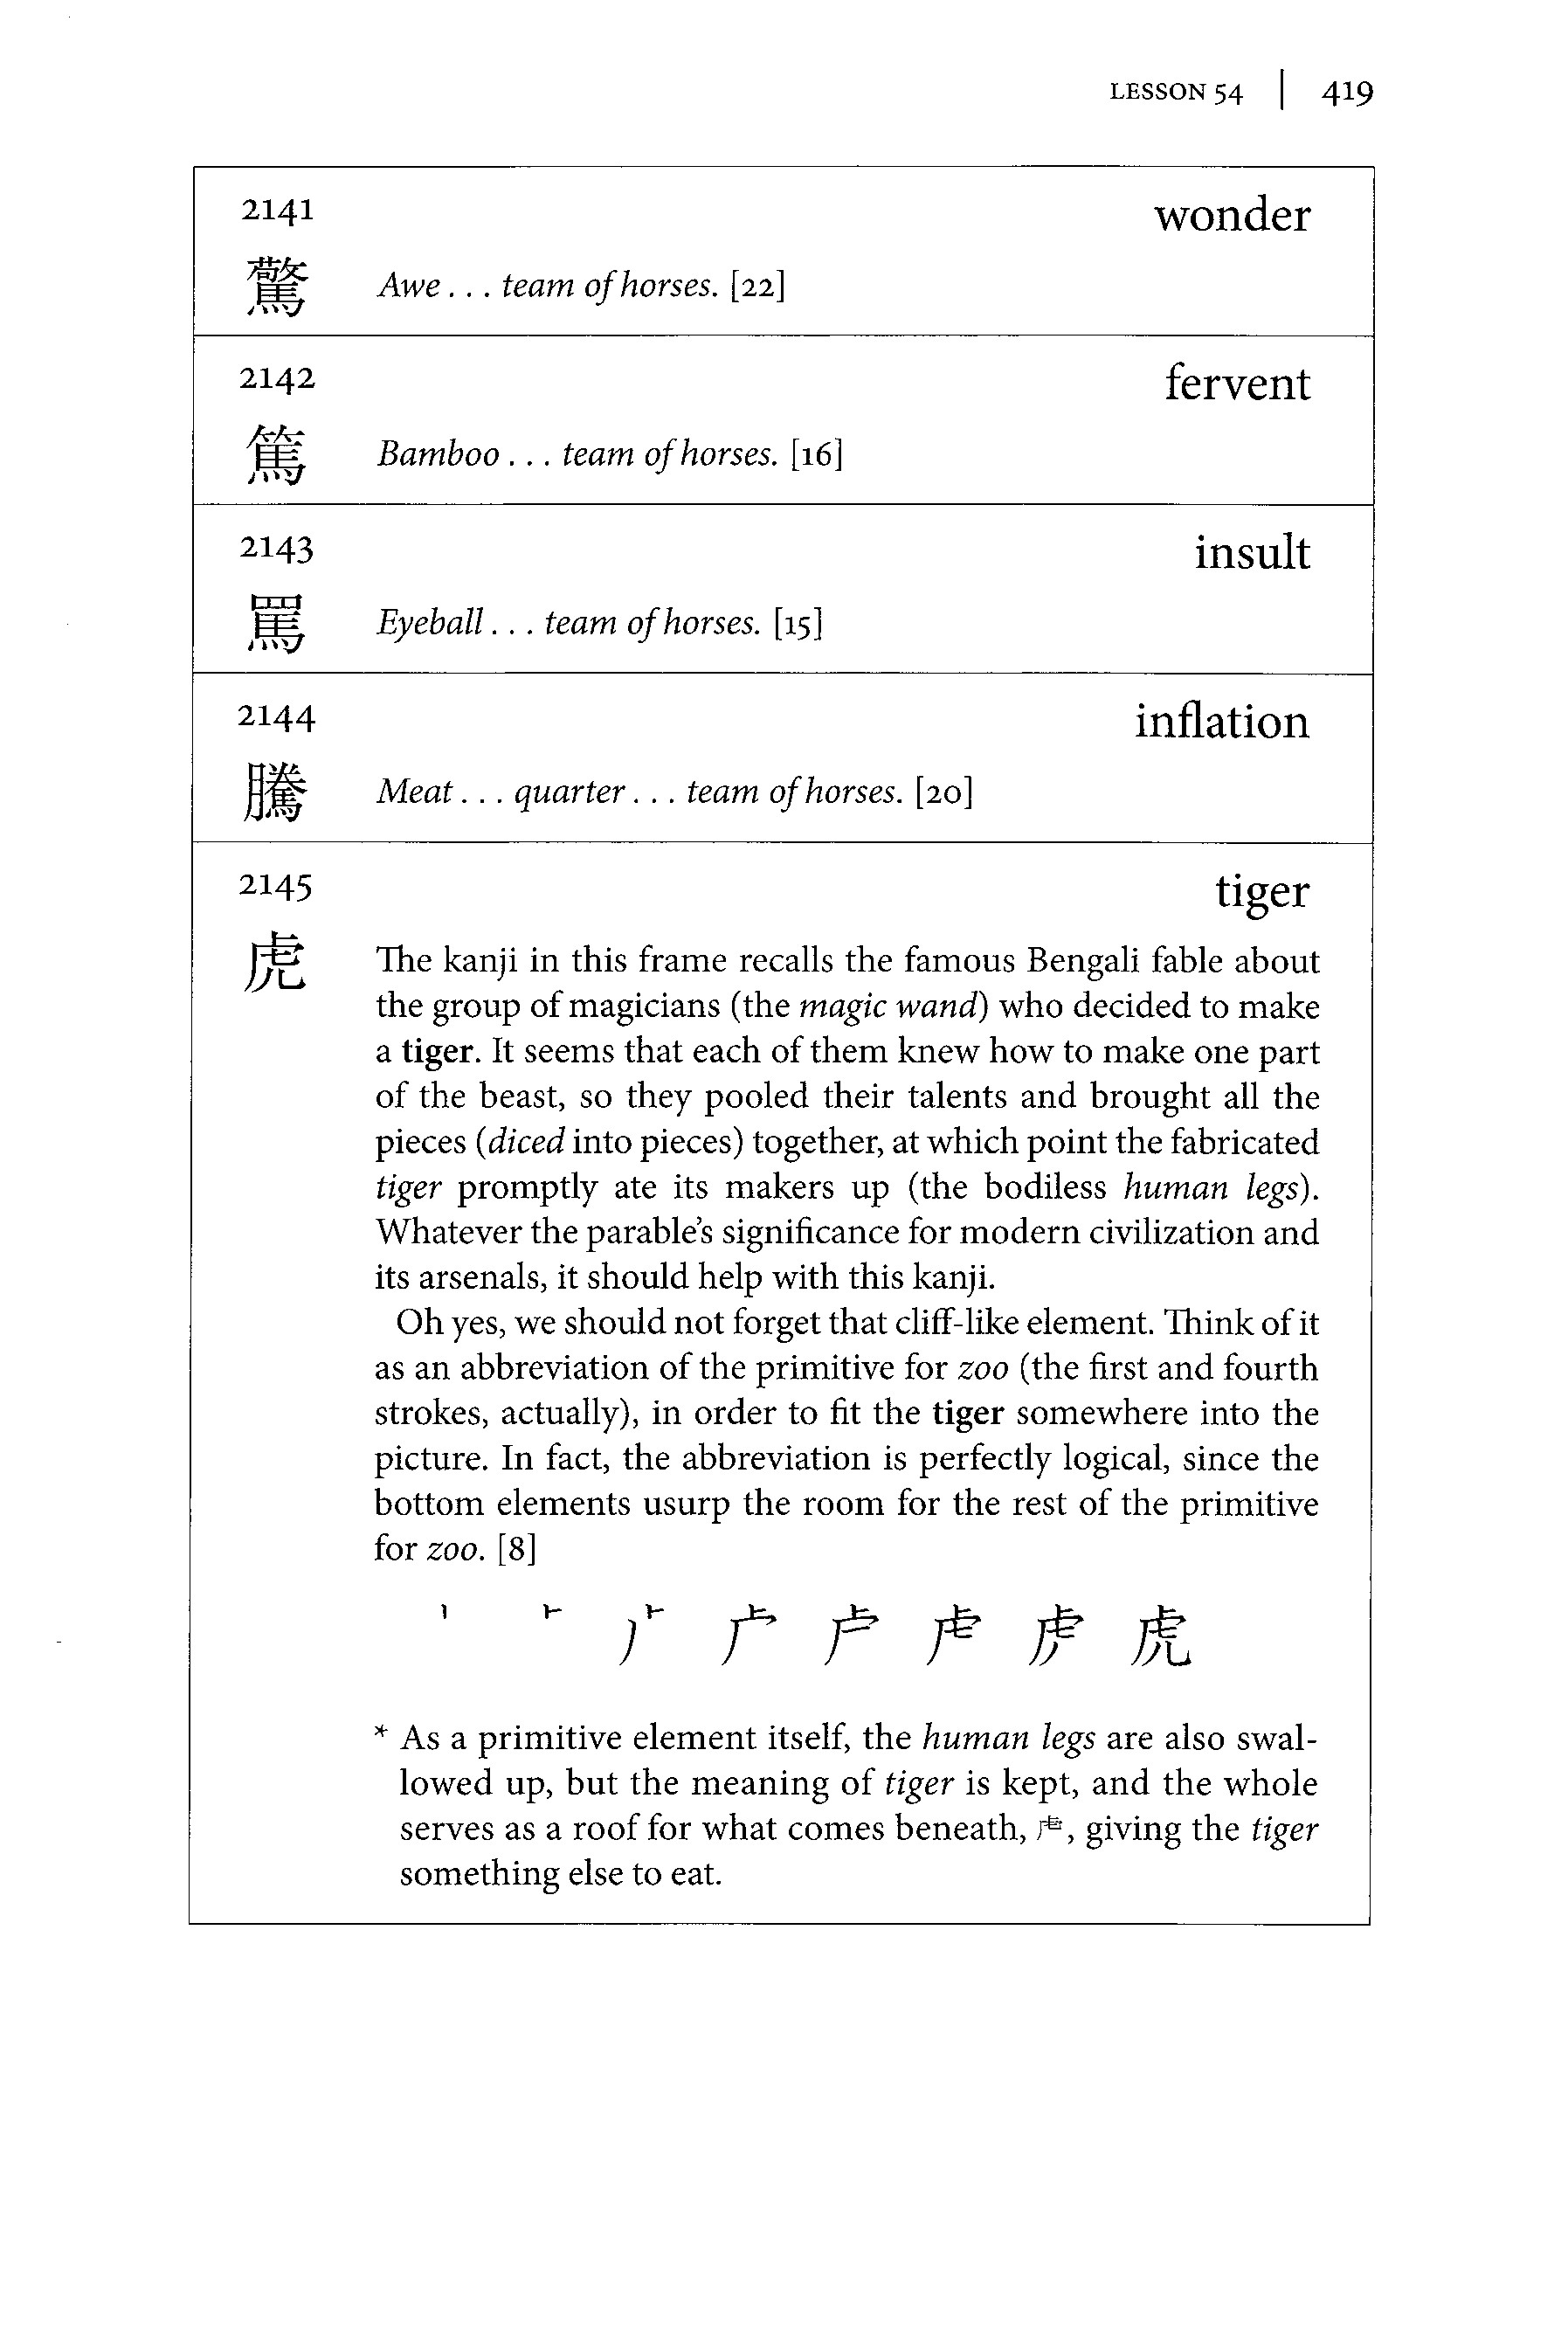 LESSON 54 | 419
2141 wonder
驚 Awe . . . team of horses. [22]
2142 fervent
篤 Bamboo . . . team of horses. [16]
2143 insult
罵 Eyeball . . . team of horses. [15]
2144 inflation
騰 Meat . . . quarter . . . team of horses. [20]
2145 tiger
虎 The kanji in this frame recalls the famous Bengali fable about
the group of magicians (the magic wand) who decided to make
a tiger. It seems that each of them knew how to make one part
of the beast, so they pooled their talents and brought all the
pieces (diced into pieces) together, at which point the fabricated
tiger promptly ate its makers up (the bodiless human legs).
Whatever the parable's significance for modern civilization and
its arsenals, it should help with this kanji.
Oh yes, we should not forget that cliff-like element. Think of it
as an abbreviation of the primitive for zoo (the first and fourth
strokes, actually), in order to fit the tiger somewhere into the
picture. In fact, the abbreviation is perfectly logical, since the
bottom elements usurp the room for the rest of the primitive
for zoo. [8]
虎
* As a primitive element itself, the human legs are also swal-
lowed up, but the meaning of tiger is kept, and the whole
serves as a roof for what comes beneath, 虍, giving the tiger
something else to eat.